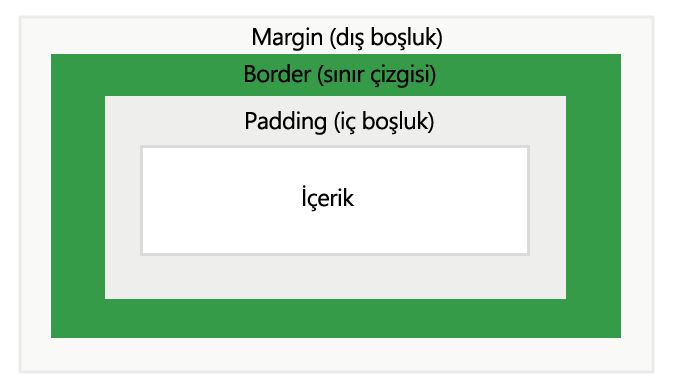 Margin (dış boşluk)
Border (sınır çizgisi)
Padding (iç boşluk)
İçerik